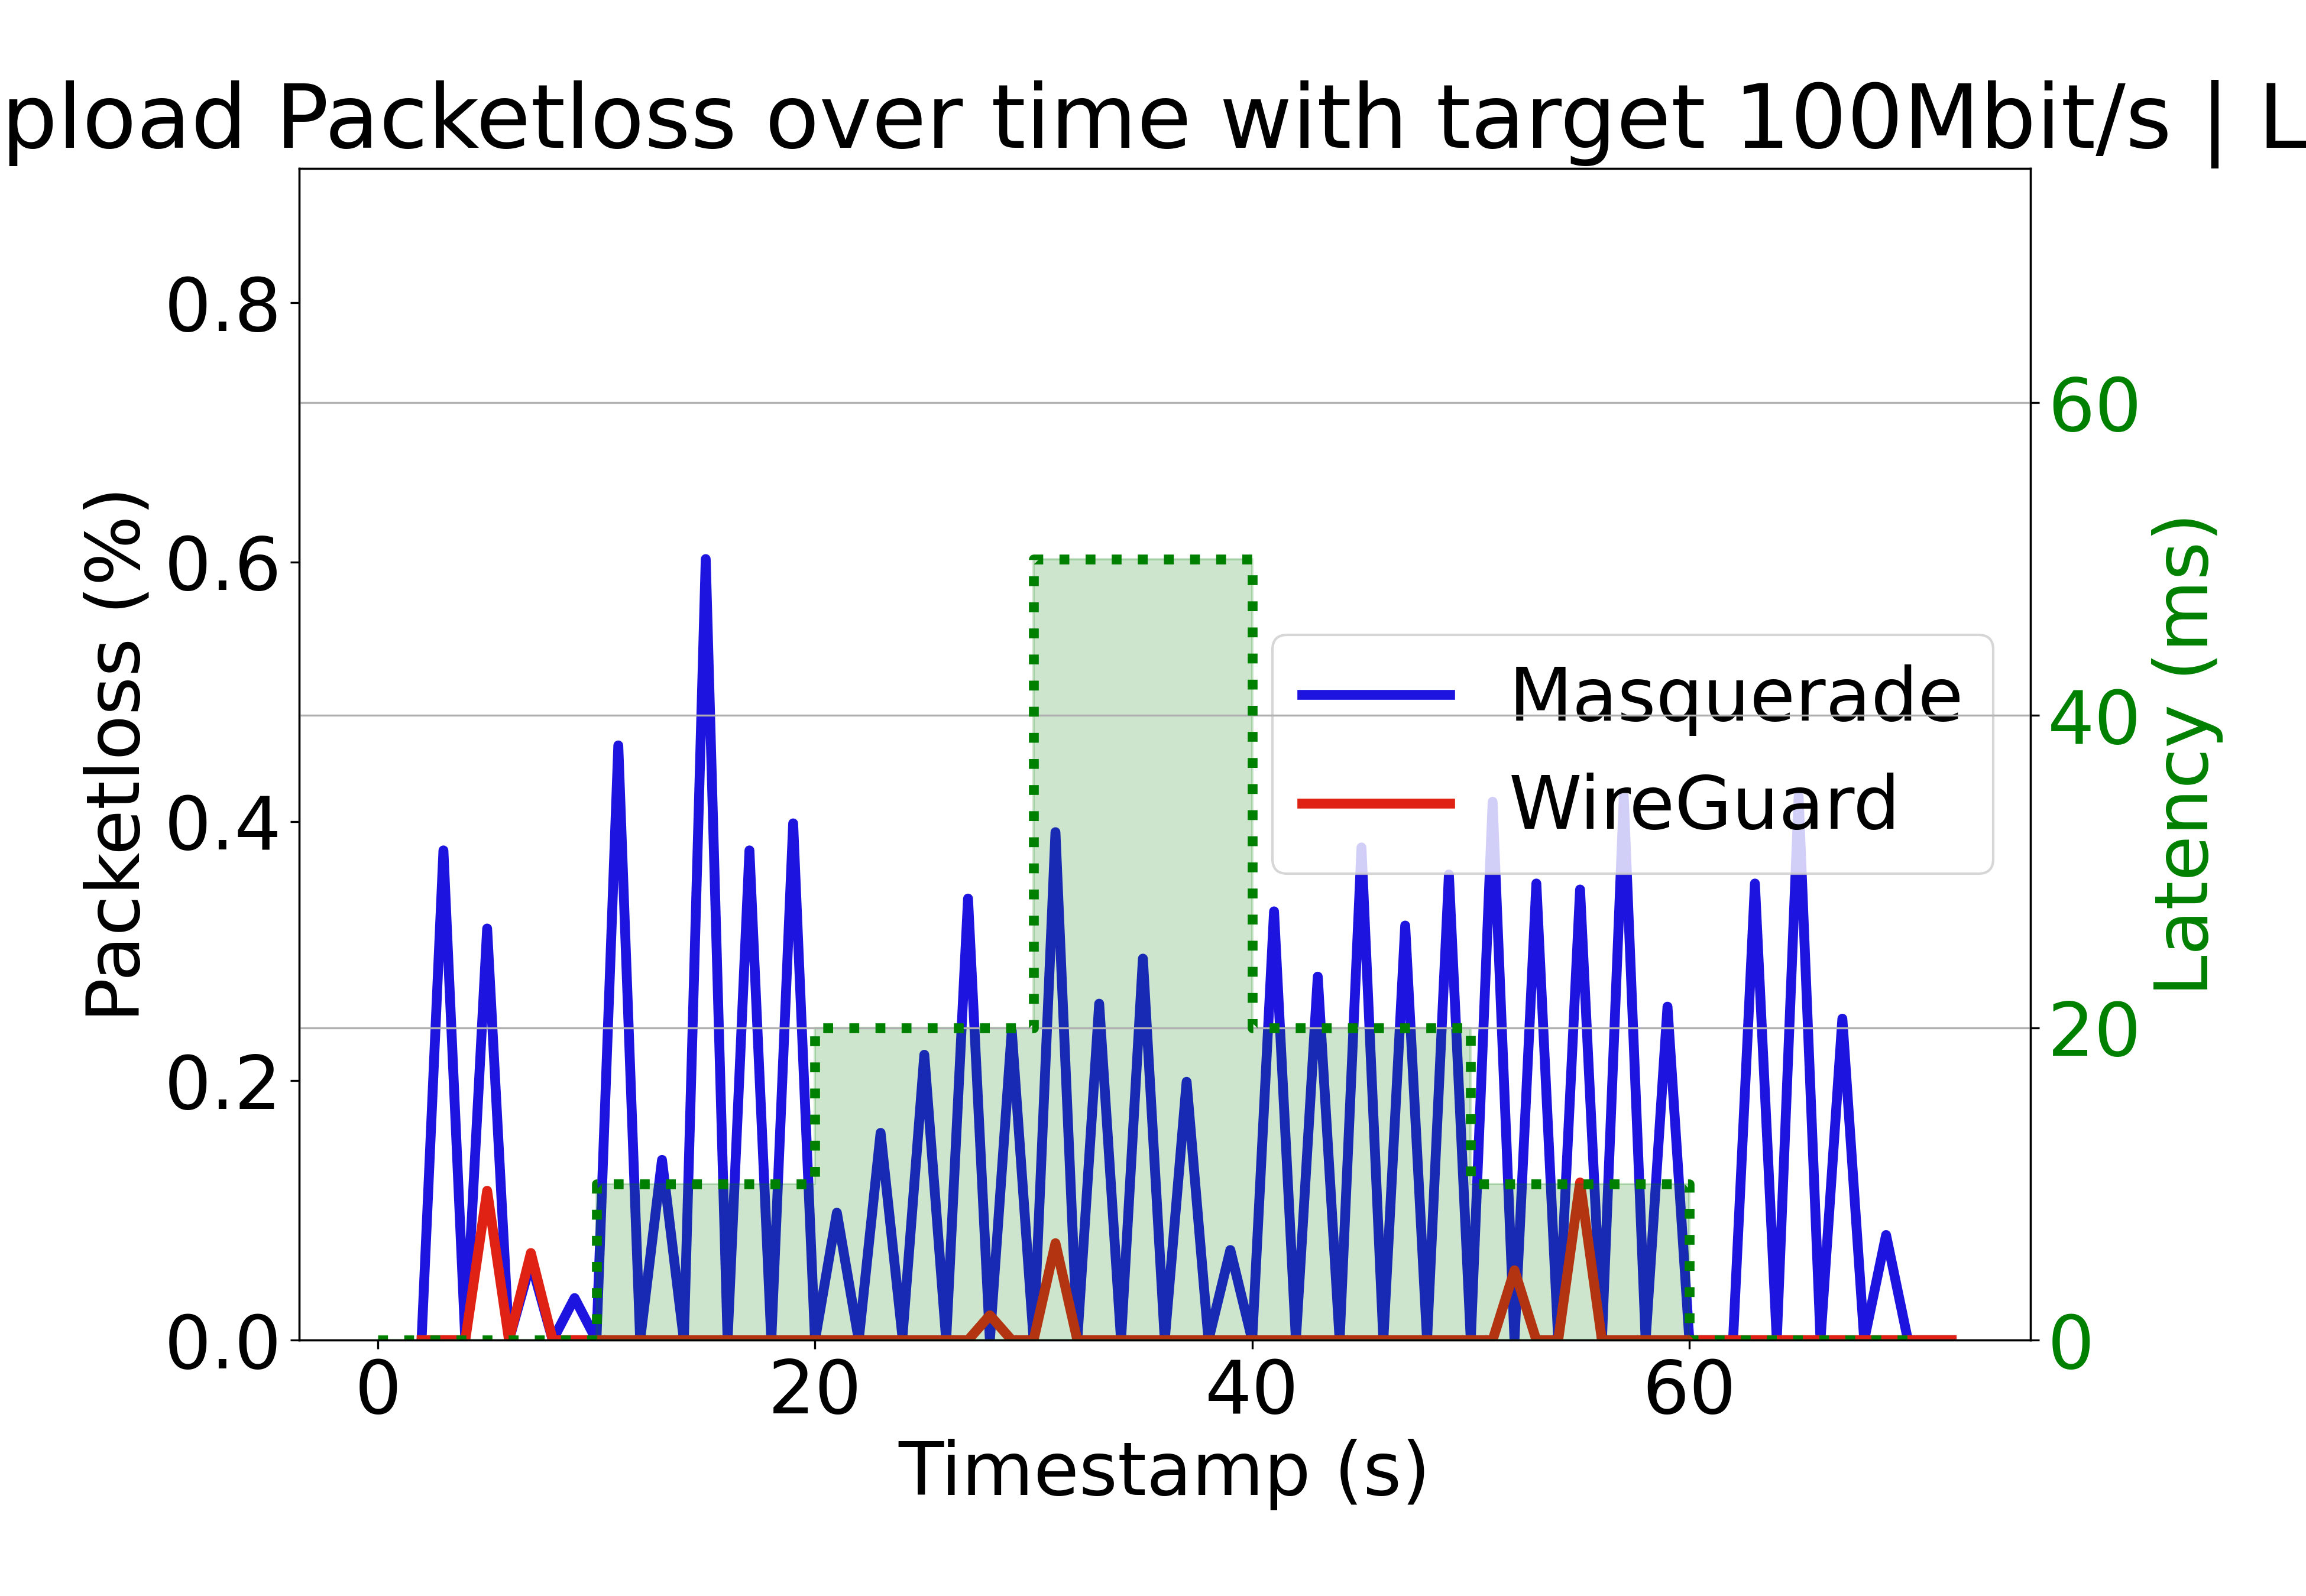 pload Packetloss over time with target 100Mbit/s | L
Packetloss (%)
0.8
0.6
0.4
0.2
0.0
Masquerade
WireGuard
60
40
20
0
Latency (ms)
0 20 40 60
Timestamp (s)